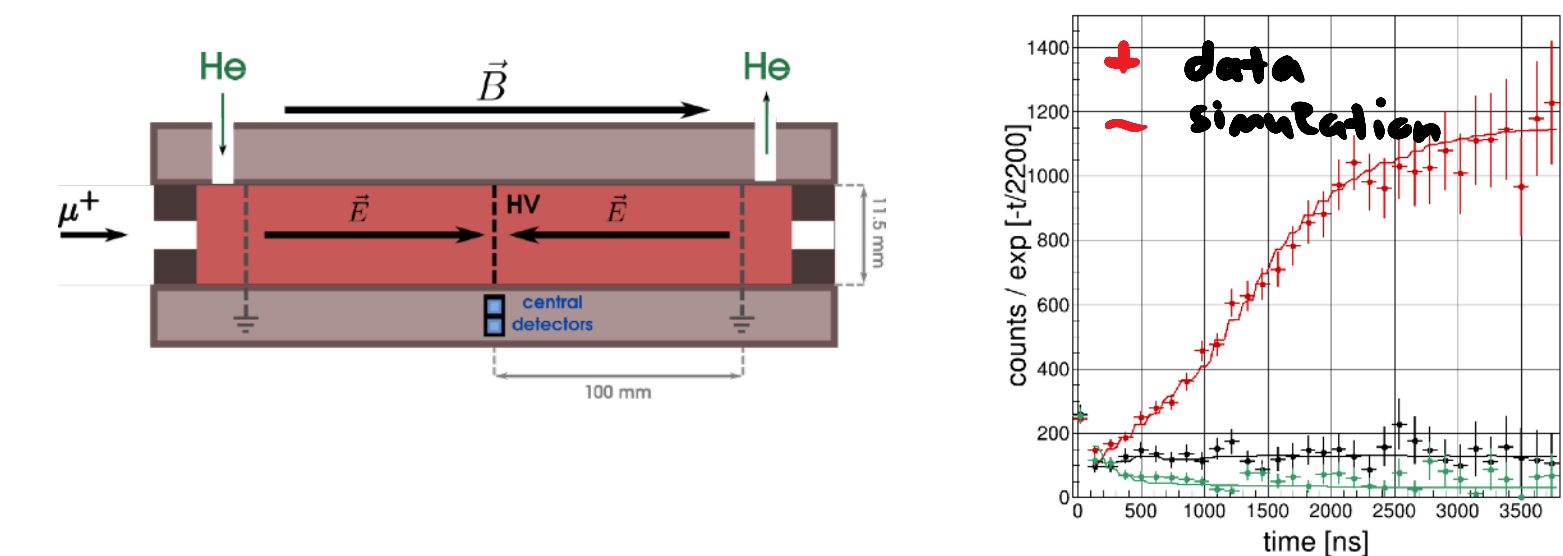 He
He
B
μ+
E
HV
E
11.5 mm
central
detectors
100 mm
data
simulation
counts / exp [-t/2200]
1400
1200
1000
800
600
400
200
0
0 500 1000 1500 2000 2500 3000 3500
time [ns]